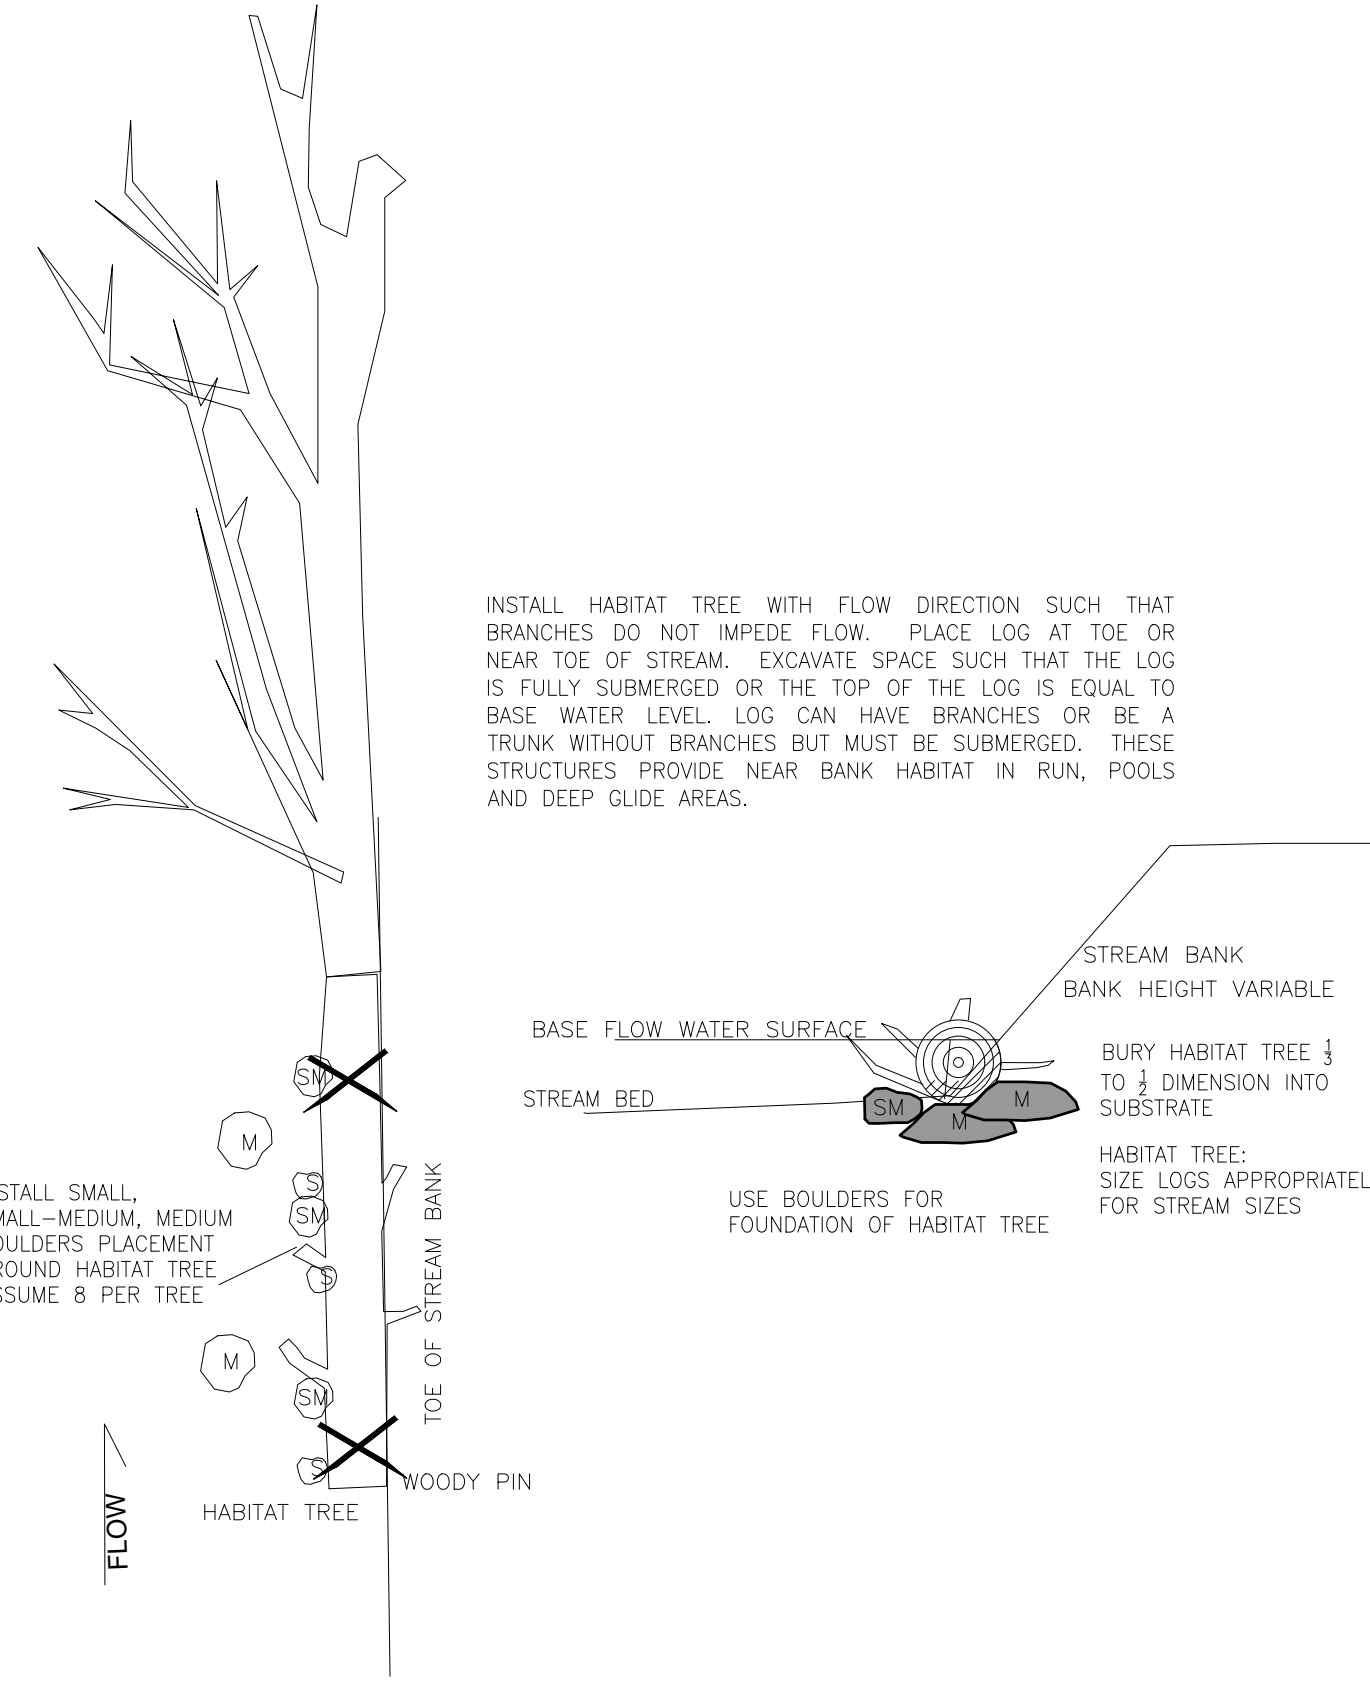 INSTALL HABITAT TREE WITH FLOW DIRECTION SUCH THAT
BRANCHES DO NOT IMPEDE FLOW. PLACE LOG AT TOE OR
NEAR TOE OF STREAM. EXCAVATE SPACE SUCH THAT THE LOG
IS FULLY SUBMERGED OR THE TOP OF THE LOG IS EQUAL TO
BASE WATER LEVEL. LOG CAN HAVE BRANCHES OR BE A
TRUNK WITHOUT BRANCHES BUT MUST BE SUBMERGED. THESE
STRUCTURES PROVIDE NEAR BANK HABITAT IN RUN, POOLS
AND DEEP GLIDE AREAS.
STREAM BANK
BANK HEIGHT VARIABLE
BASE FLOW WATER SURFACE
STREAM BED
SM
M
M
BURY HABITAT TREE 1/3
TO 1/2 DIMENSION INTO
SUBSTRATE
HABITAT TREE:
SIZE LOGS APPROPRIATEL
FOR STREAM SIZES
USE BOULDERS FOR
FOUNDATION OF HABITAT TREE
SM
M
S
SM
S
M
SM
S
STALL SMALL,
MALL-MEDIUM, MEDIUM
OULDERS PLACEMENT
ROUND HABITAT TREE
SSUME 8 PER TREE
TOE OF STREAM BANK
WOODY PIN
HABITAT TREE
FLOW